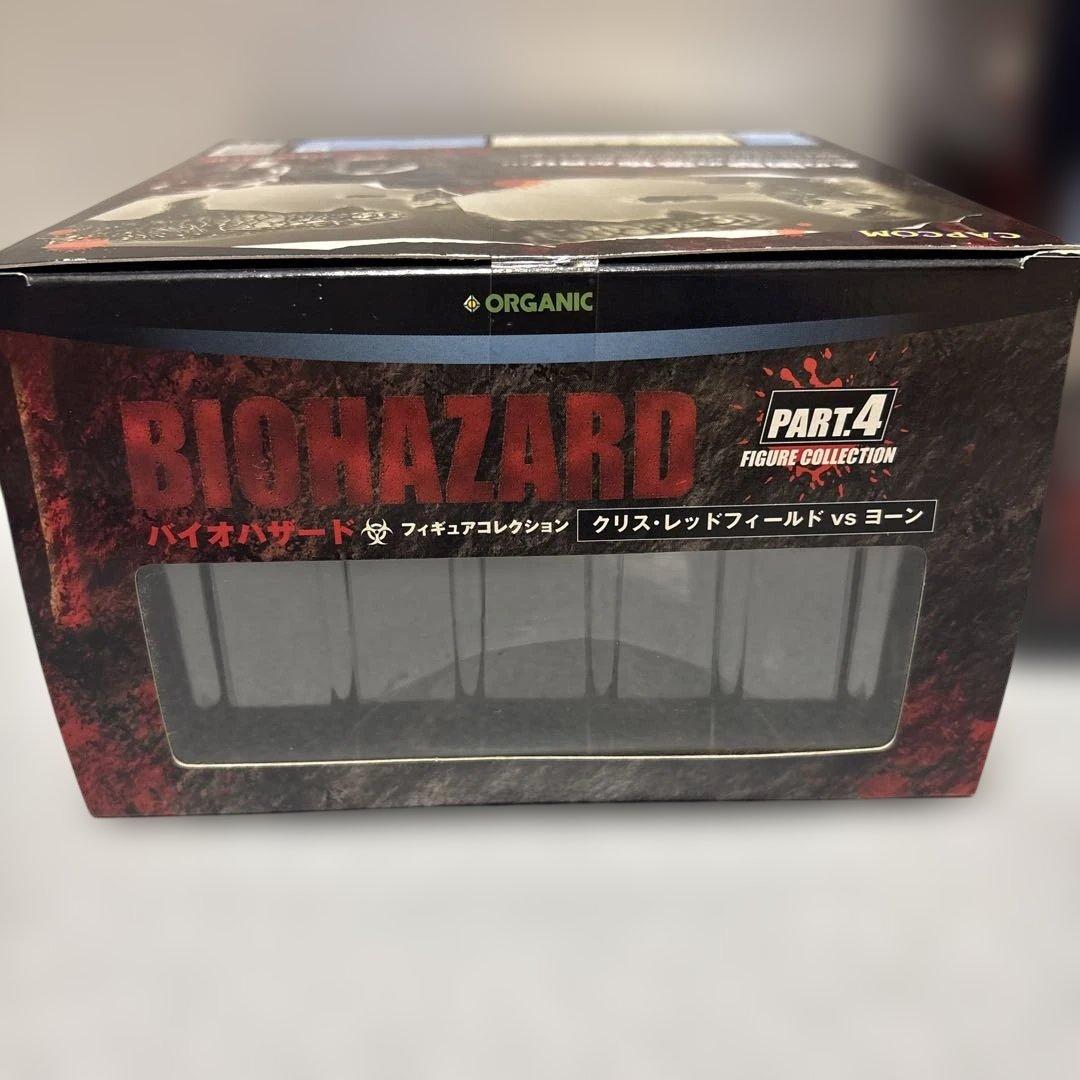 CAPCOM
ORGANIC
BIOHAZARD
PART.4
FIGURE COLLECTION
バイオハザード フィギュアコレクション クリス・レッドフィールド vs ヨーン